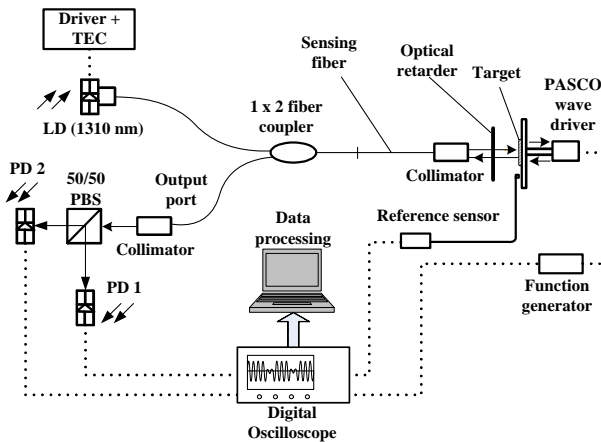 Driver +
TEC
LD (1310 nm)
1 x 2 fiber
coupler
Sensing
fiber
Optical
retarder
Target
PASCO
wave
driver
Collimator
PD 2
50/50
PBS
Output
port
Collimator
PD 1
Data
processing
Reference sensor
Function
generator
Digital
Oscilloscope